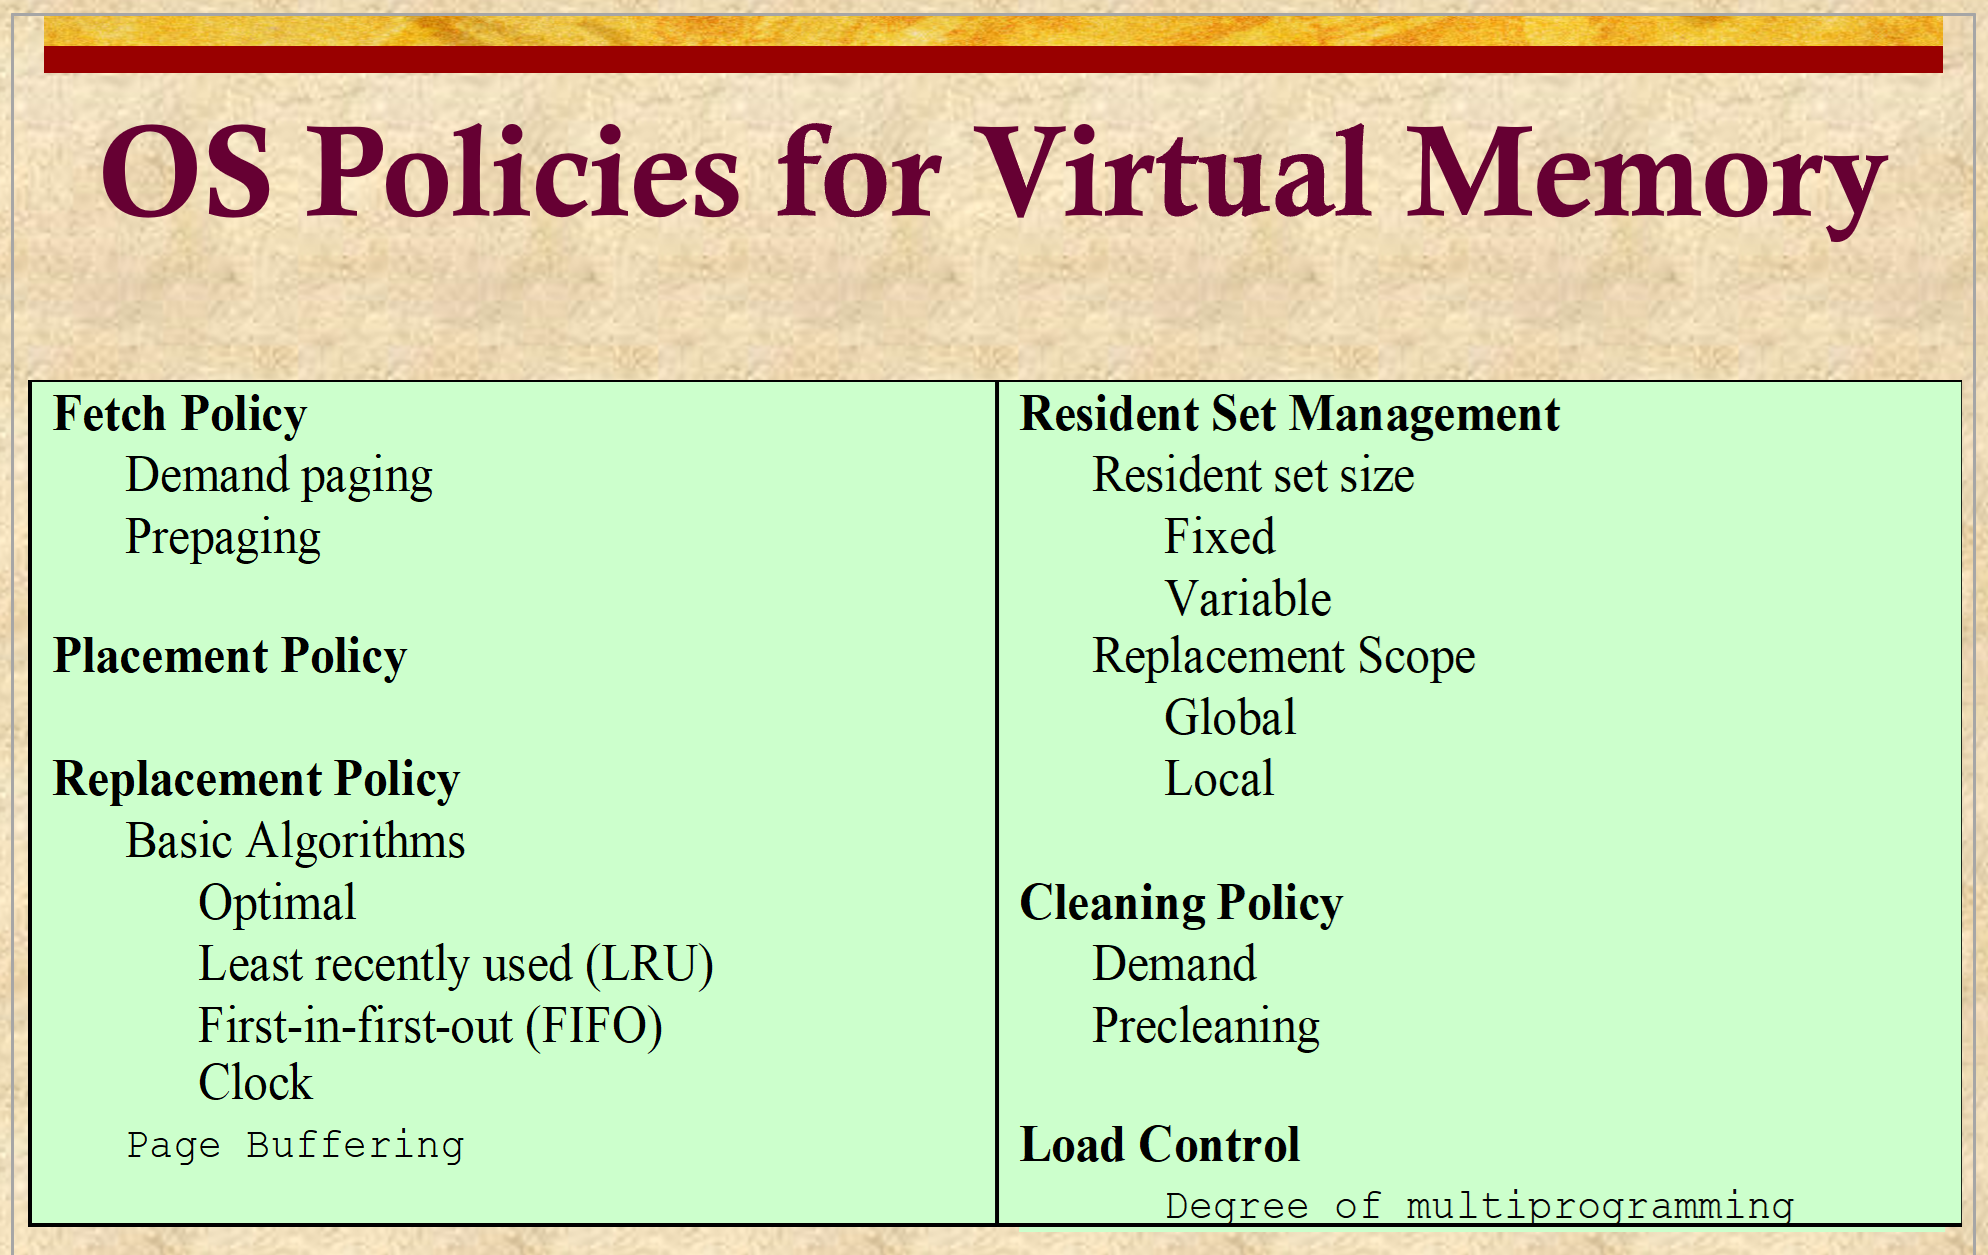 OS Policies for Virtual Memory
Fetch Policy
Demand paging
Prepaging
Placement Policy
Replacement Policy
Basic Algorithms
Optimal
Least recently used (LRU)
First-in-first-out (FIFO)
Clock
Page Buffering
Resident Set Management
Resident set size
Fixed
Variable
Replacement Scope
Global
Local
Cleaning Policy
Demand
Precleaning
Load Control
Degree of multiprogramming